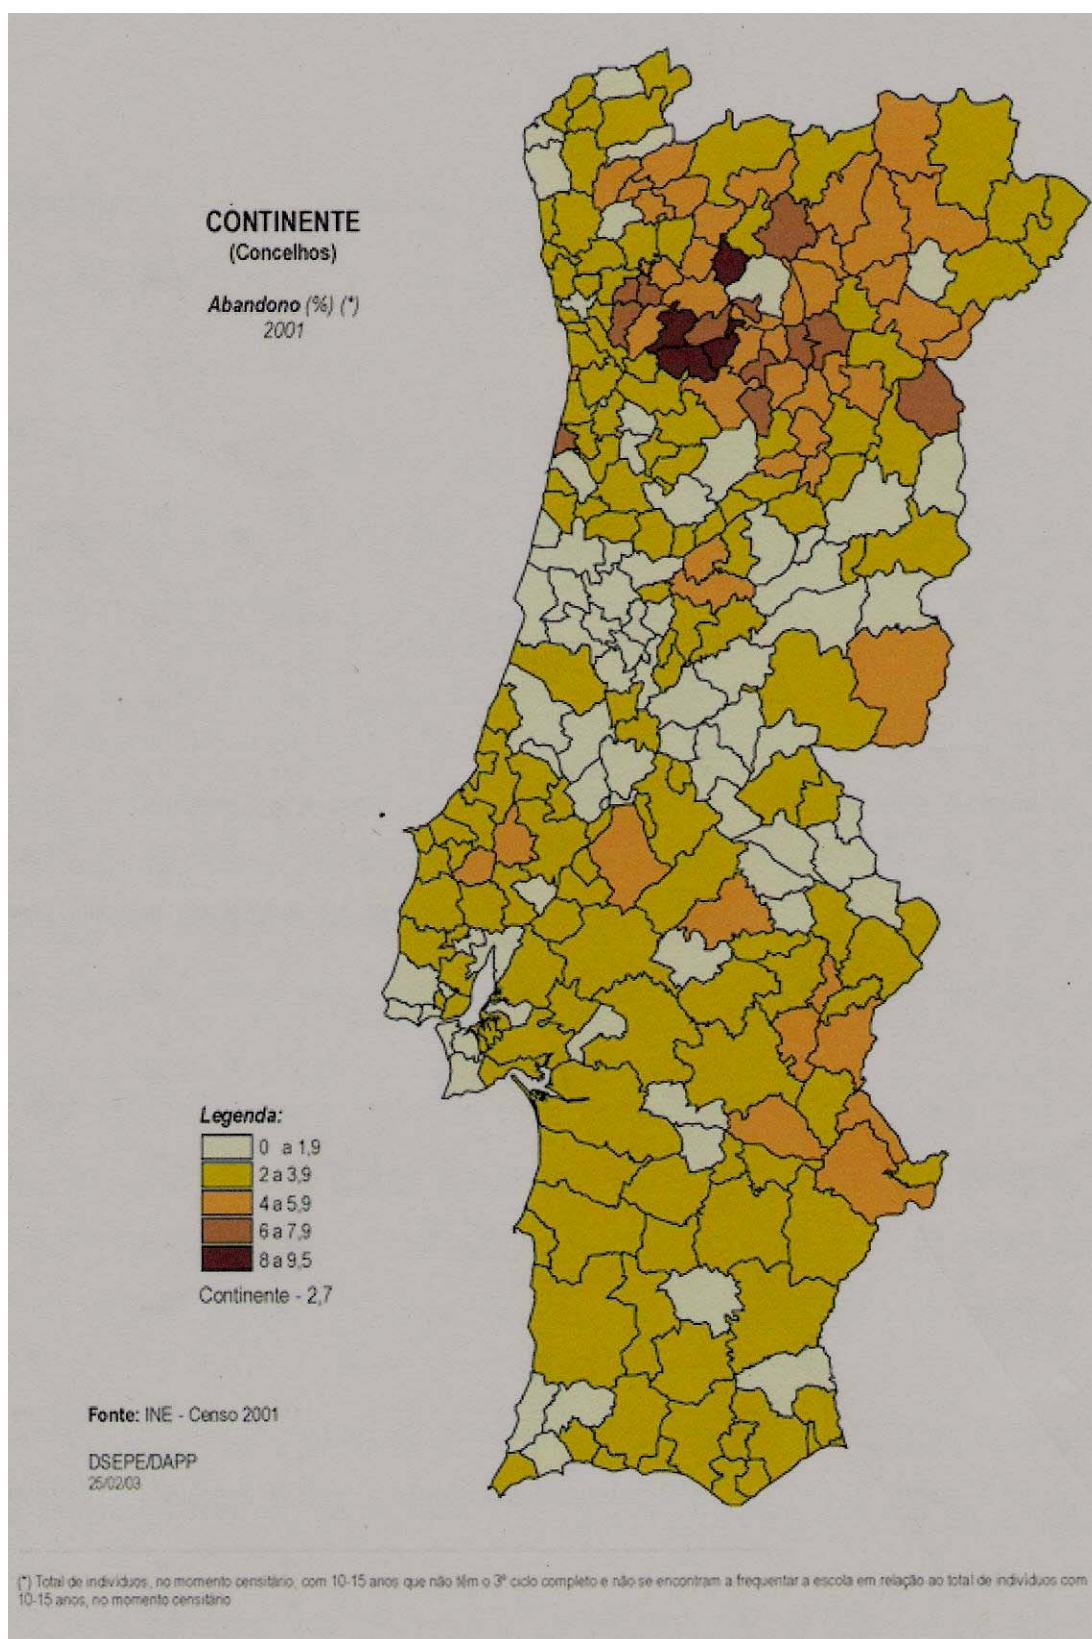 CONTINENTE
(Concelhos)
Abandono (%) (*)
2001
Legenda:
0 a 1,9
2 a 3,9
4 a 5,9
6 a 7,9
8 a 9,5
Continente - 2,7
Fonte: INE - Censo 2001
DSEPE/DAPP
25/02/03
(*) Total de indivíduos, no momento censitário, com 10-15 anos que não têm o 3º ciclo completo e não se encontram a frequentar a escola em relação ao total de indivíduos com
10-15 anos, no momento censitário